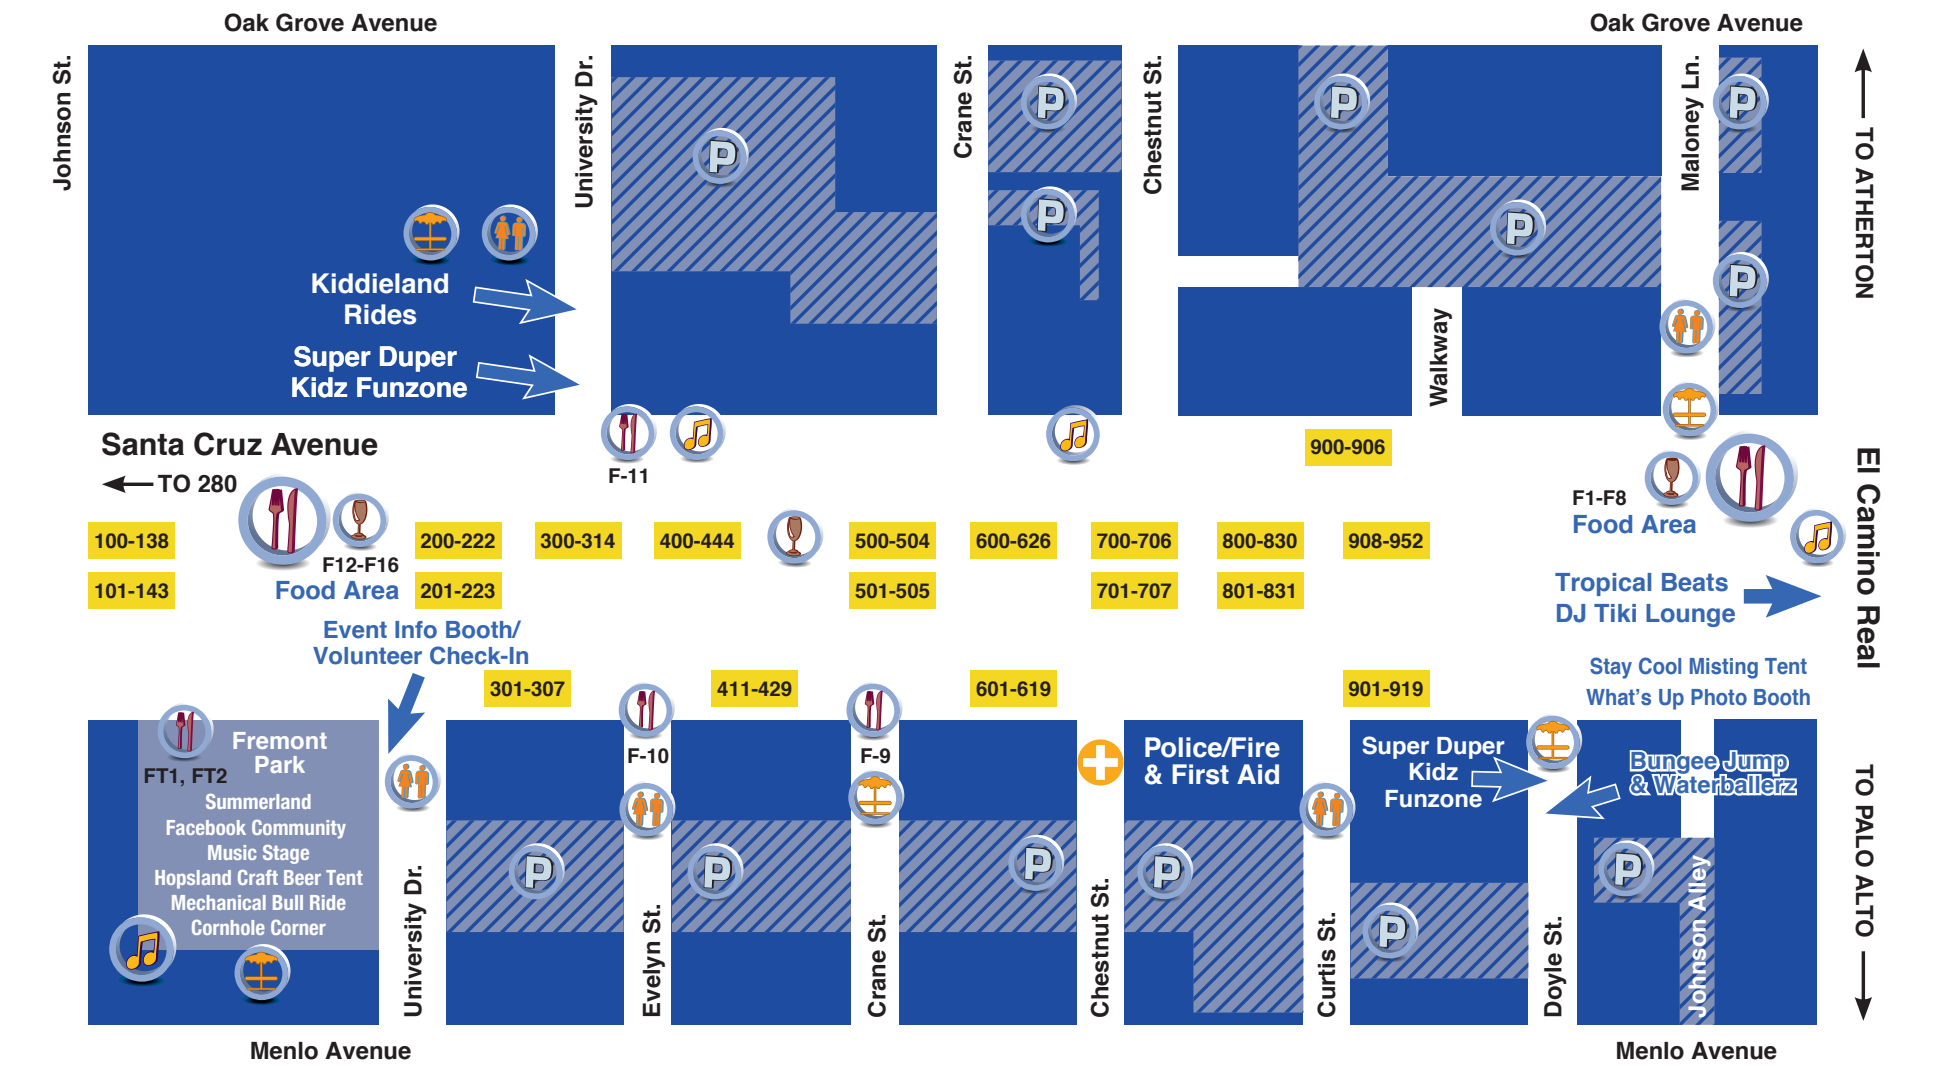 Oak Grove Avenue
Oak Grove Avenue
Johnson St.
University Dr.
Crane St.
Chestnut St.
Maloney Ln.
TO ATHERTON
P
P
P
P
P
P
P
Kiddieland
Rides
Super Duper
Kidz Funzone
Walkway
Santa Cruz Avenue
TO 280
F-11
900-906
F1-F8
Food Area
El Camino Real
100-138
F12-F16
Food Area
200-222
300-314
400-444
500-504
600-626
700-706
800-830
908-952
101-143
201-223
501-505
701-707
801-831
Tropical Beats
DJ Tiki Lounge
Event Info Booth/
Volunteer Check-In
Stay Cool Misting Tent
What's Up Photo Booth
301-307
411-429
601-619
901-919
FT1, FT2
Fremont
Park
Summerland
Facebook Community
Music Stage
Hopsland Craft Beer Tent
Mechanical Bull Ride
Cornhole Corner
F-10
F-9
Police/Fire
& First Aid
Super Duper
Kidz
Funzone
Bungee Jump
& Waterballerz
TO PALO ALTO
P
P
P
P
P
P
University Dr.
Evelyn St.
Crane St.
Chestnut St.
Curtis St.
Doyle St.
Johnson Alley
Menlo Avenue
Menlo Avenue